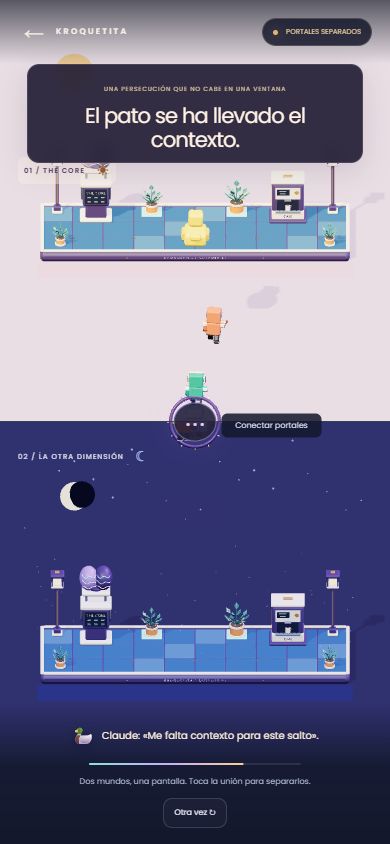 ← KROQUETITA
PORTALES SEPARADOS
UNA PERSECUCIÓN QUE NO CABE EN UNA VENTANA
El pato se ha llevado el
contexto.
01 / THE CORE
THE CORE
CAFÉ
Conectar portales
02 / LA OTRA DIMENSIÓN
THE CORE
CAFÉ
Claude: «Me falta contexto para este salto».
Dos mundos, una pantalla. Toca la unión para separarlos.
Otra vez ↻